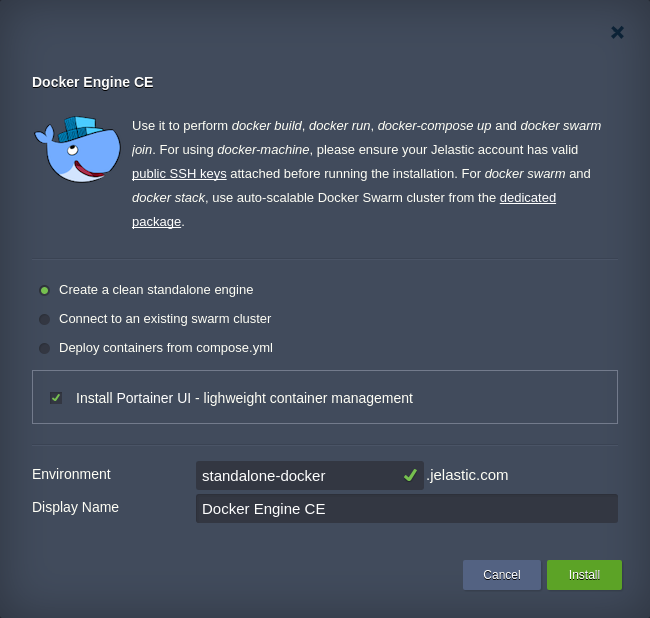 Docker Engine CE
Use it to perform docker build, docker run, docker-compose up and docker swarm
join. For using docker-machine, please ensure your Jelastic account has valid
public SSH keys attached before running the installation. For docker swarm and
docker stack, use auto-scalable Docker Swarm cluster from the dedicated
package.
Create a clean standalone engine
Connect to an existing swarm cluster
Deploy containers from compose.yml
Install Portainer UI - lighweight container management
Environment standalone-docker .jelastic.com
Display Name Docker Engine CE
Cancel Install